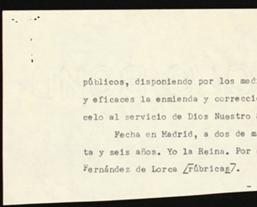 públicos, disponiendo por los med
y eficaces la enmienda y correcci
celo al servicio de Dios Nuestro
Fecha en Madrid, a dos de m
ta y seis años. Yo la Reina. Por
Fernández de Lorca /rúbricas/.